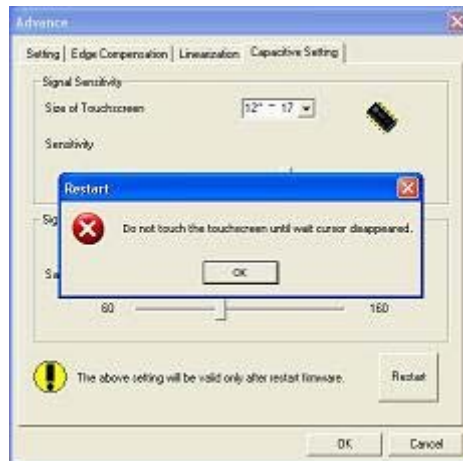 Advance
Setting Edge Compensation Linearization Capacitive Setting
Signal Sensitivity
Size of Touchscreen 12" ~ 17
Sensitivity
Restart
Do not touch the touchscreen until wait cursor disappeared.
OK
60 160
The above setting will be valid only after restart firmware.
Restart
OK Cancel